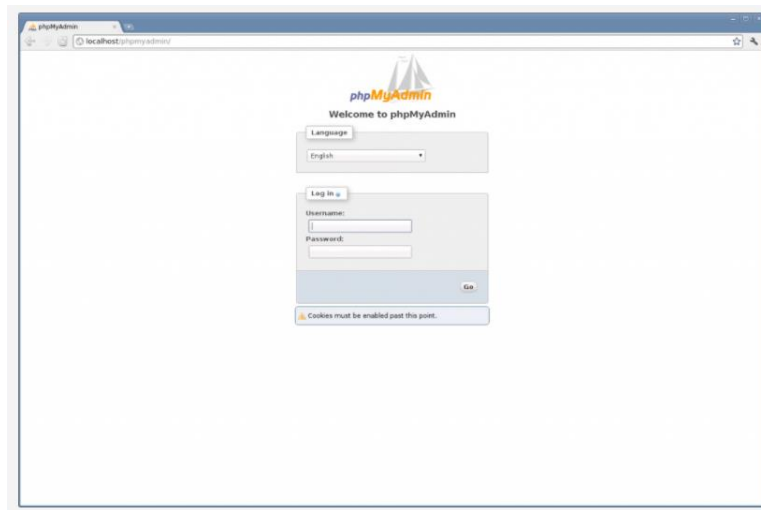 phpMyAdmin
localhost/phpmyadmin/
phpMyAdmin
Welcome to phpMyAdmin
Language
English
Log in
Username:
Password:
Go
Cookies must be enabled past this point.